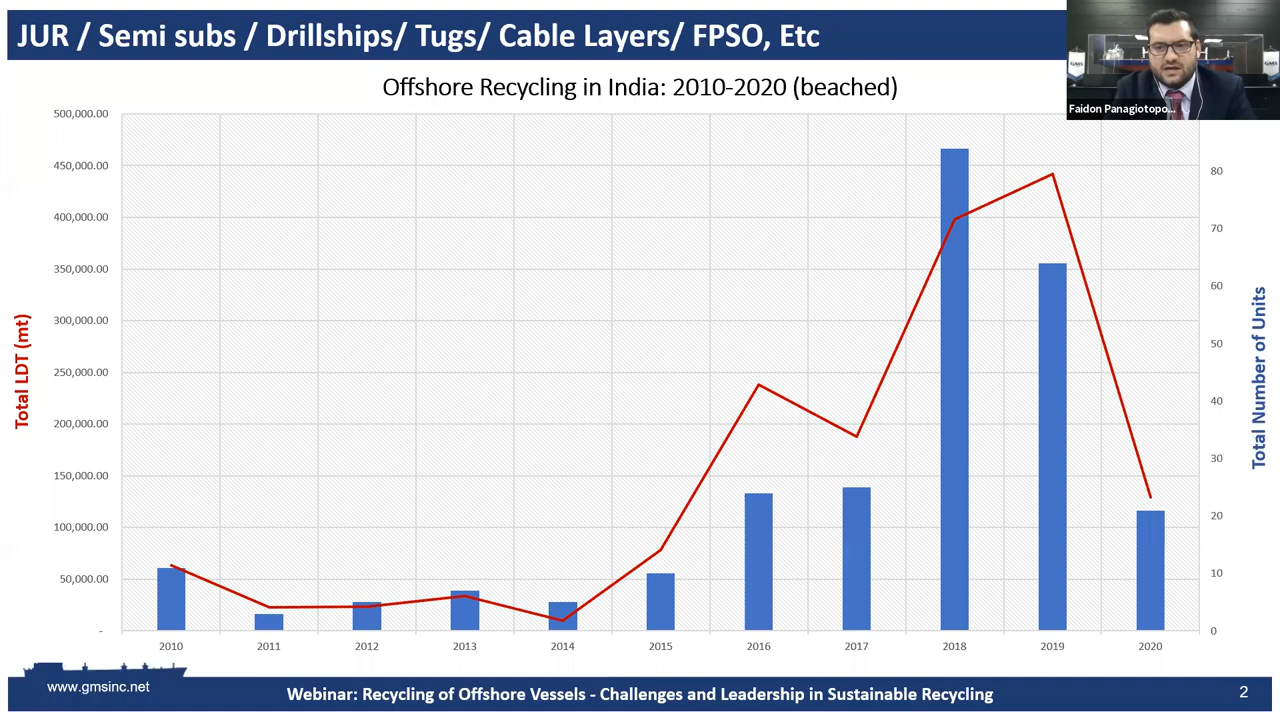 JUR / Semi subs / Drillships/ Tugs/ Cable Layers/ FPSO, Etc
GMS
GMS
Faidon Panagiotopo...
Offshore Recycling in India: 2010-2020 (beached)
500,000.00
450,000.00
400,000.00
350,000.00
300,000.00
250,000.00
200,000.00
150,000.00
100,000.00
50,000.00
-
Total LDT (mt)
80
70
60
50
40
30
20
10
0
Total Number of Units
2010 2011 2012 2013 2014 2015 2016 2017 2018 2019 2020
www.gmsinc.net
Webinar: Recycling of Offshore Vessels - Challenges and Leadership in Sustainable Recycling
2